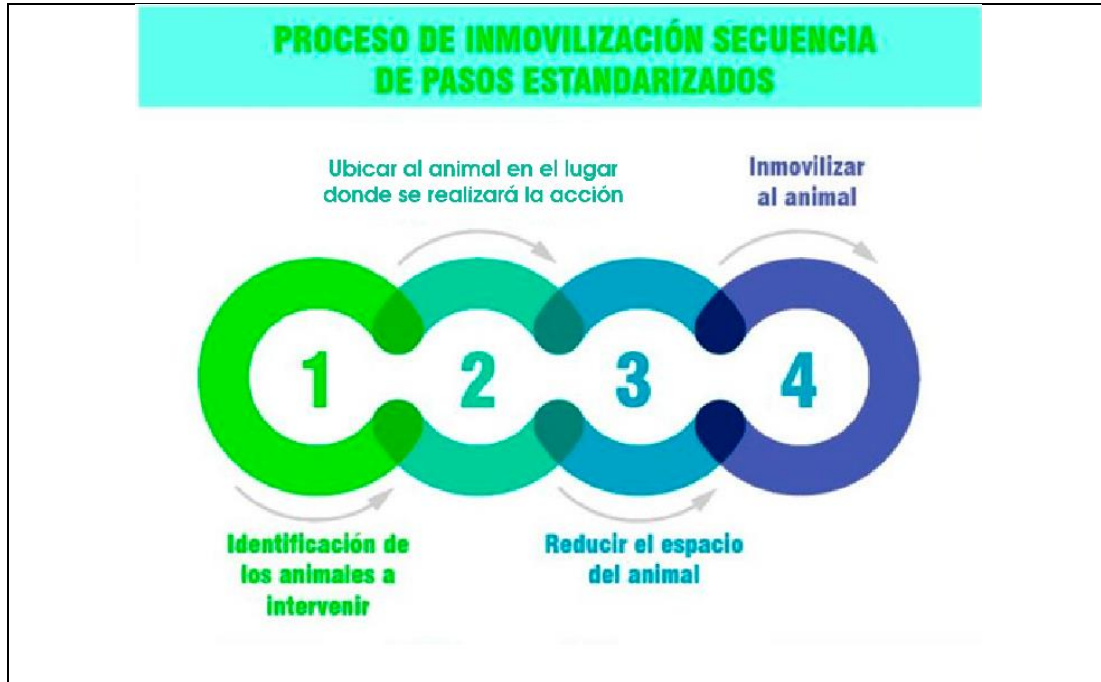 PROCESO DE INMOVILIZACIÓN SECUENCIA
DE PASOS ESTANDARIZADOS
Ubicar al animal en el lugar
donde se realizará la acción
Inmovilizar
al animal
1
2
3
4
Identificación de
los animales a
intervenir
Reducir el espacio
del animal